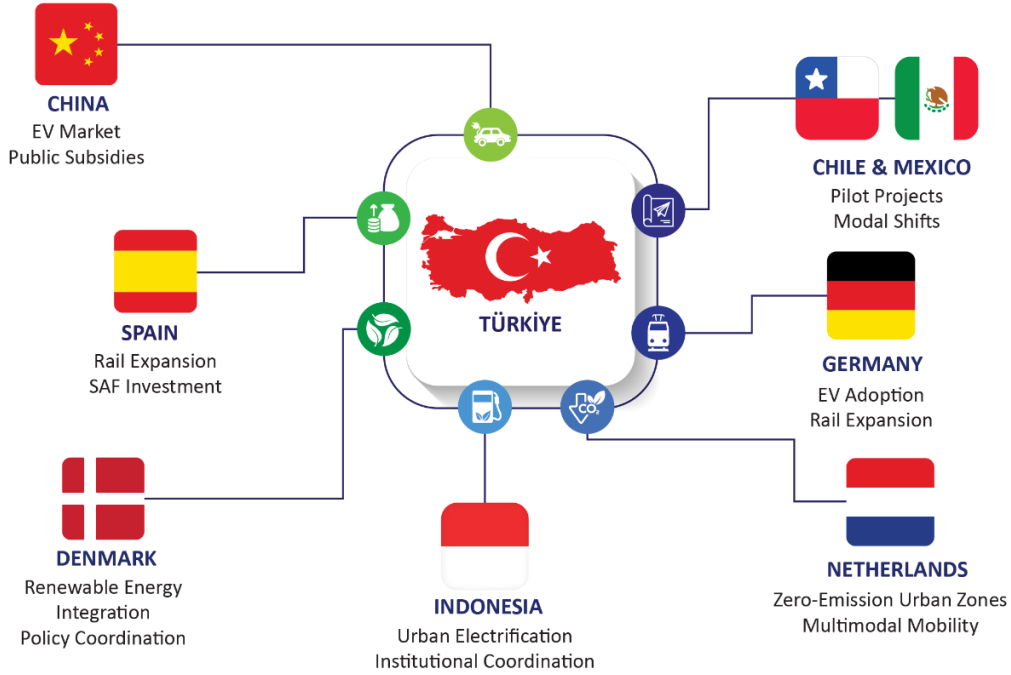 CHINA
EV Market
Public Subsidies
CHILE & MEXICO
Pilot Projects
Modal Shifts
SPAIN
Rail Expansion
SAF Investment
TÜRKİYE
GERMANY
EV Adoption
Rail Expansion
CO₂
DENMARK
Renewable Energy
Integration
Policy Coordination
INDONESIA
Urban Electrification
Institutional Coordination
NETHERLANDS
Zero-Emission Urban Zones
Multimodal Mobility